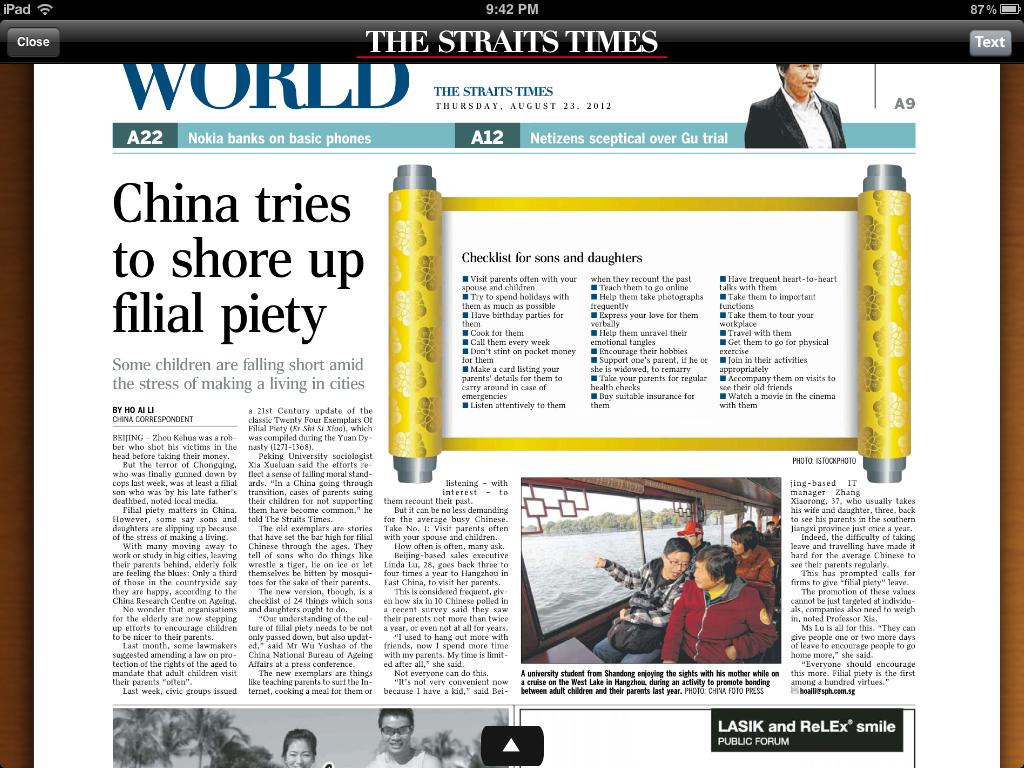 iPad
9:42 PM
87%
Close
THE STRAITS TIMES
Text
WORLD
THE STRAITS TIMES
THURSDAY, AUGUST 23, 2012
A9
A22
Nokia banks on basic phones
A12
Netizens sceptical over Gu trial
China tries
to shore up
filial piety
Some children are falling short amid
the stress of making a living in cities
BY HO AI LI
CHINA CORRESPONDENT
BEIJING – Zhou Kehua was a rob-
ber who shot his victims in the
head before taking their money.
But the terror of Chongqing,
who was finally gunned down by
cops last week, was at least a filial
son who was by his late father's
deathbed, noted local media.
Filial piety matters in China.
However, some say sons and
daughters are slipping up because
of the stress of making a living.
With many moving away to
work or study in big cities, leaving
their parents behind, elderly folk
are feeling the blues: Only a third
of those in the countryside say
they are happy, according to the
China Research Centre on Ageing.
No wonder that organisations
for the elderly are now stepping
up efforts to encourage children
to be nicer to their parents.
Last month, some lawmakers
suggested amending a law on pro-
tection of the rights of the aged to
mandate that adult children visit
their parents "often".
Last week, civic groups issued
a 21st Century update of the
classic Twenty Four Exemplars Of
Filial Piety (Er Shi Si Xiao), which
was compiled during the Yuan Dy-
nasty (1271-1368).
Peking University sociologist
Xia Xueluan said the efforts re-
flect a sense of falling moral stand-
ards. "In a China going through
transition, cases of parents suing
their children for not supporting
them have become common," he
told The Straits Times.
The old exemplars are stories
that have set the bar high for filial
Chinese through the ages. They
tell of sons who do things like
wrestle a tiger, lie on ice or let
themselves be bitten by mosqui-
toes for the sake of their parents.
The new version, though, is a
checklist of 24 things which sons
and daughters ought to do.
"Our understanding of the cul-
ture of filial piety needs to be not
only passed down, but also updat-
ed," said Mr Wu Yushao of the
China National Bureau of Ageing
Affairs at a press conference.
The new exemplars are things
like teaching parents to surf the In-
ternet, cooking a meal for them or
listening – with
interest – to
them recount their past.
But it can be no less demanding
for the average busy Chinese.
Take No. 1: Visit parents often
with your spouse and children.
How often is often, many ask.
Beijing-based sales executive
Linda Lu, 28, goes back three to
four times a year to Hangzhou in
East China, to visit her parents.
This is considered frequent, giv-
en how six in 10 Chinese polled in
a recent survey said they saw
their parents not more than twice
a year, or even not at all for years.
"I used to hang out more with
friends, now I spend more time
with my parents. My time is limit-
ed after all," she said.
Not everyone can do this.
"It's not very convenient now
because I have a kid," said Bei-
jing-based IT
manager Zhang
Xiaorong, 37, who usually takes
his wife and daughter, three, back
to see his parents in the southern
Jiangxi province just once a year.
Indeed, the difficulty of taking
leave and travelling have made it
hard for the average Chinese to
see their parents regularly.
This has prompted calls for
firms to give "filial piety" leave.
The promotion of these values
cannot be just targeted at individu-
als, companies also need to weigh
in, noted Professor Xia.
Ms Lu is all for this. "They can
give people one or two more days
of leave to encourage people to go
home more," she said.
"Everyone should encourage
this more. Filial piety is the first
among a hundred virtues."
hoaili@sph.com.sg
Checklist for sons and daughters
Visit parents often with your
spouse and children
Try to spend holidays with
them as much as possible
Have birthday parties for
them
Cook for them
Call them every week
Don't stint on pocket money
for them
Make a card listing your
parents' details for them to
carry around in case of
emergencies
Listen attentively to them
when they recount the past
Teach them to go online
Help them take photographs
frequently
Express your love for them
verbally
Help them unravel their
emotional tangles
Encourage their hobbies
Support one's parent, if he or
she is widowed, to remarry
Take your parents for regular
health checks
Buy suitable insurance for
them
Have frequent heart-to-heart
talks with them
Take them to important
functions
Take them to tour your
workplace
Travel with them
Get them to go for physical
exercise
Join in their activities
appropriately
Accompany them on visits to
see their old friends
Watch a movie in the cinema
with them
PHOTO: ISTOCKPHOTO
A university student from Shandong enjoying the sights with his mother while on
a cruise on the West Lake in Hangzhou, during an activity to promote bonding
between adult children and their parents last year. PHOTO: CHINA FOTO PRESS
LASIK and ReLEx® smile
PUBLIC FORUM